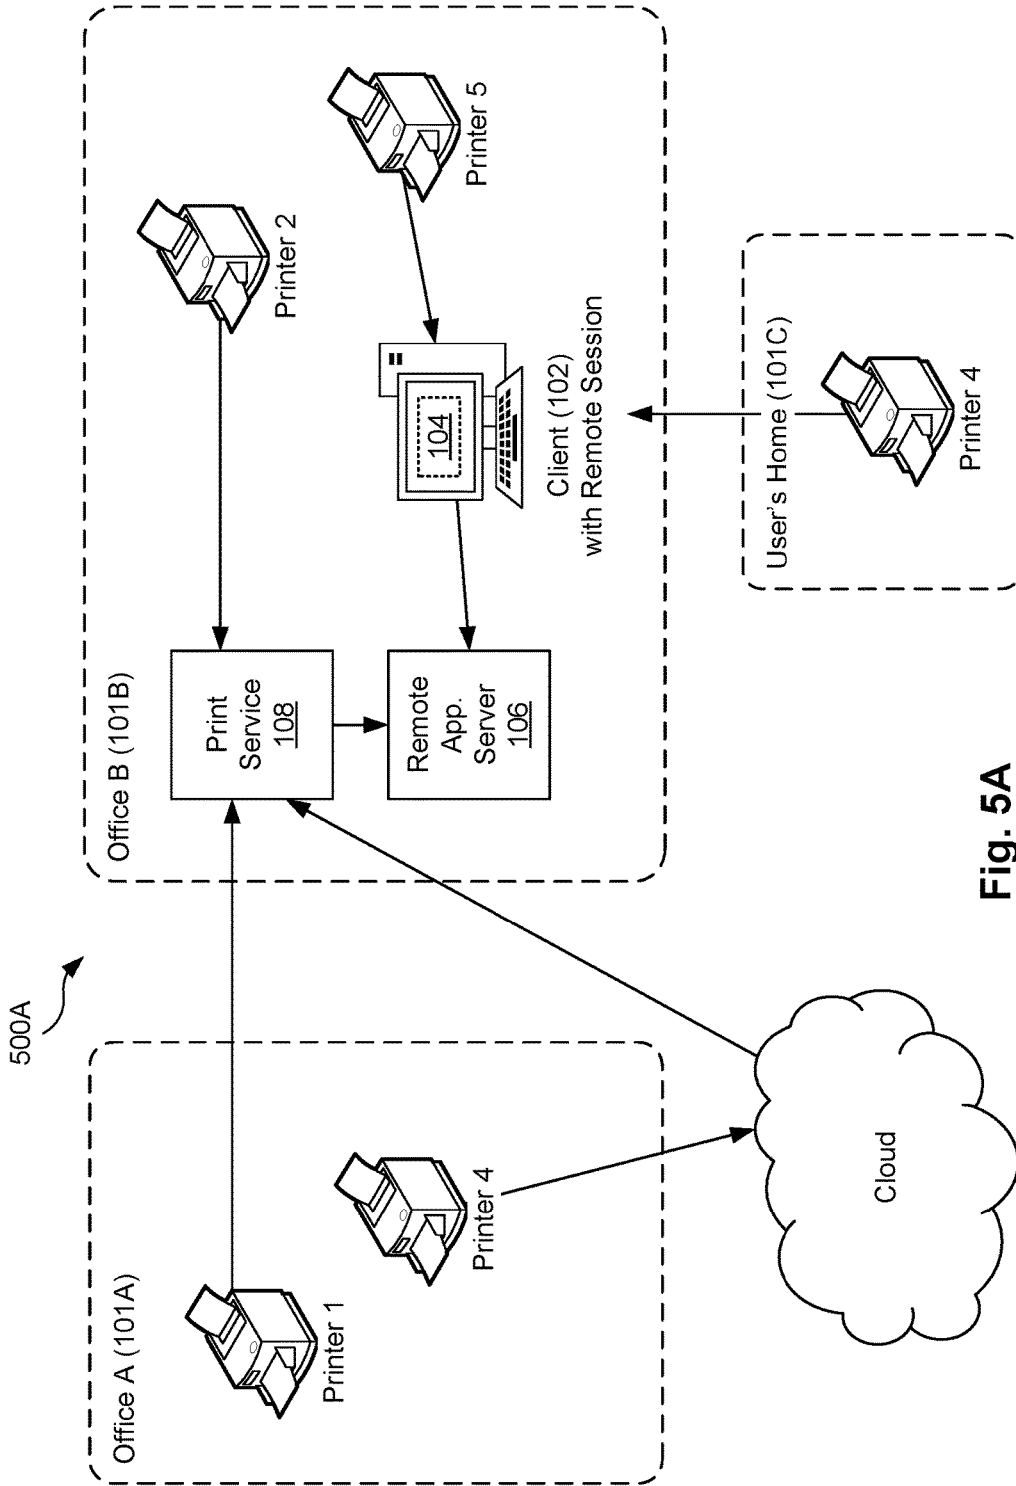 500A
Office A (101A)
Printer 1
Printer 4
Cloud
Office B (101B)
Print
Service
108
Remote
App.
Server
106
Printer 2
104
Client (102)
with Remote Session
Printer 5
User's Home (101C)
Printer 4
Fig. 5A